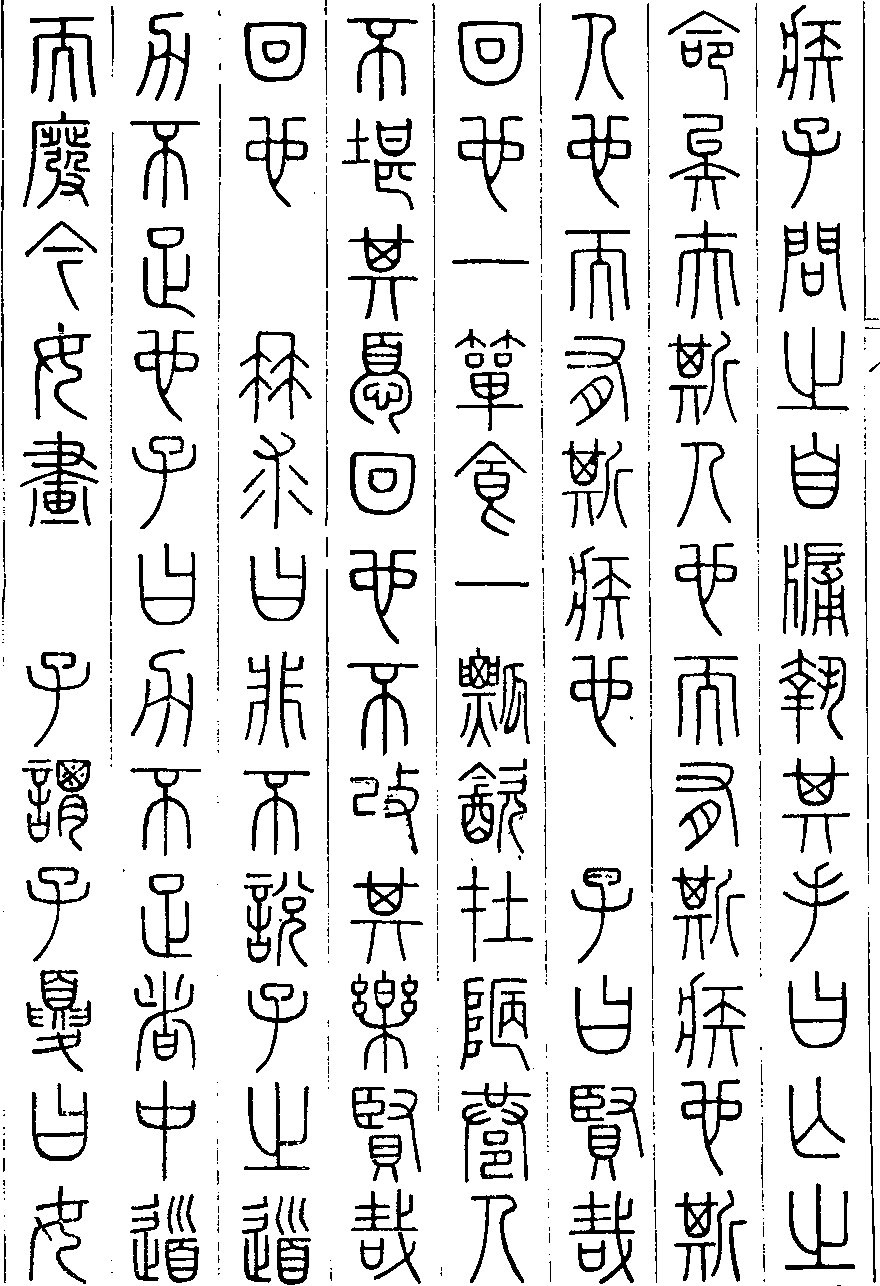 疾子問之自牖執其手曰亡之
命矣夫斯人也而有斯疾也斯
人也而有斯疾也　子曰賢哉
回也一簞食一瓢飲在陋巷人
不堪其憂回也不改其樂賢哉
回也　冉求曰非不說子之道
力不足也子曰力不足者中道
而廢今女畫　子謂子夏曰女